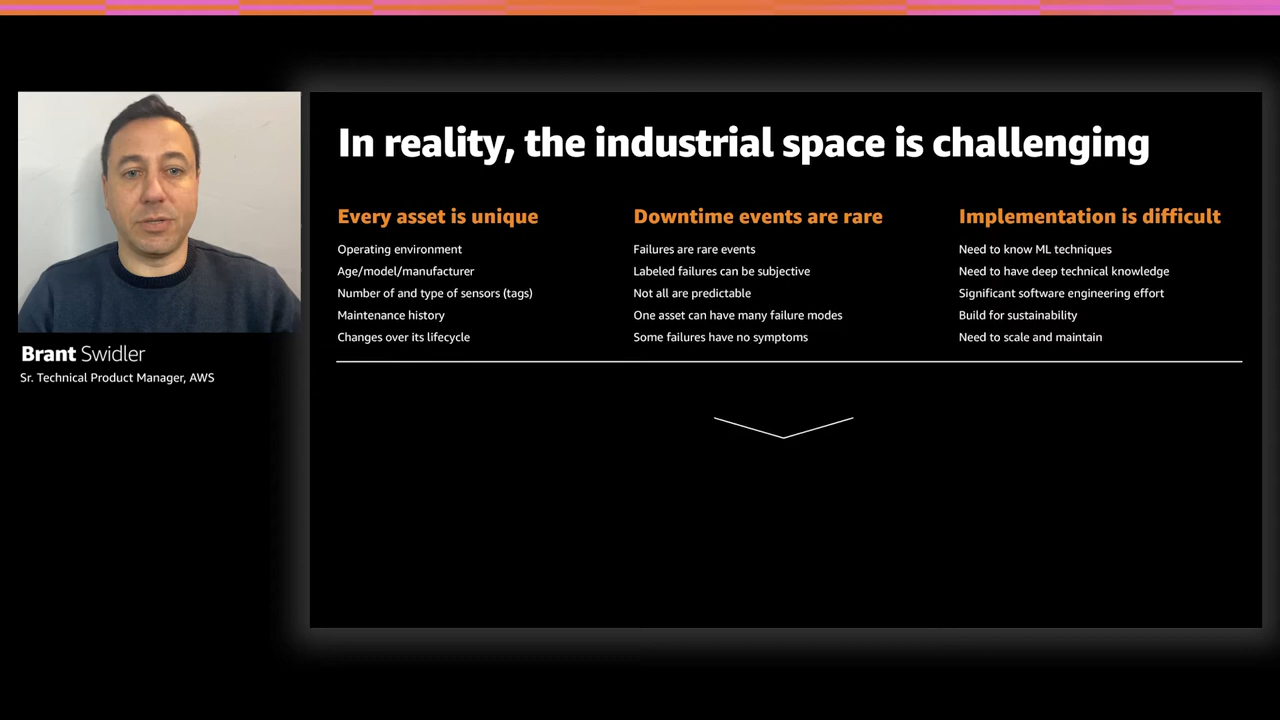 In reality, the industrial space is challenging
Every asset is unique
Operating environment
Age/model/manufacturer
Number of and type of sensors (tags)
Maintenance history
Changes over its lifecycle
Downtime events are rare
Failures are rare events
Labeled failures can be subjective
Not all are predictable
One asset can have many failure modes
Some failures have no symptoms
Implementation is difficult
Need to know ML techniques
Need to have deep technical knowledge
Significant software engineering effort
Build for sustainability
Need to scale and maintain
Brant Swidler
Sr. Technical Product Manager, AWS